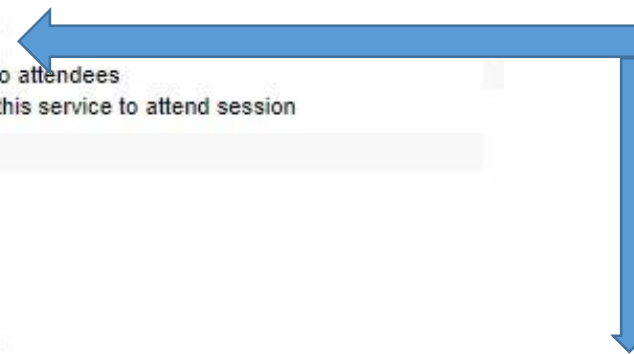 o attendees
this service to attend session